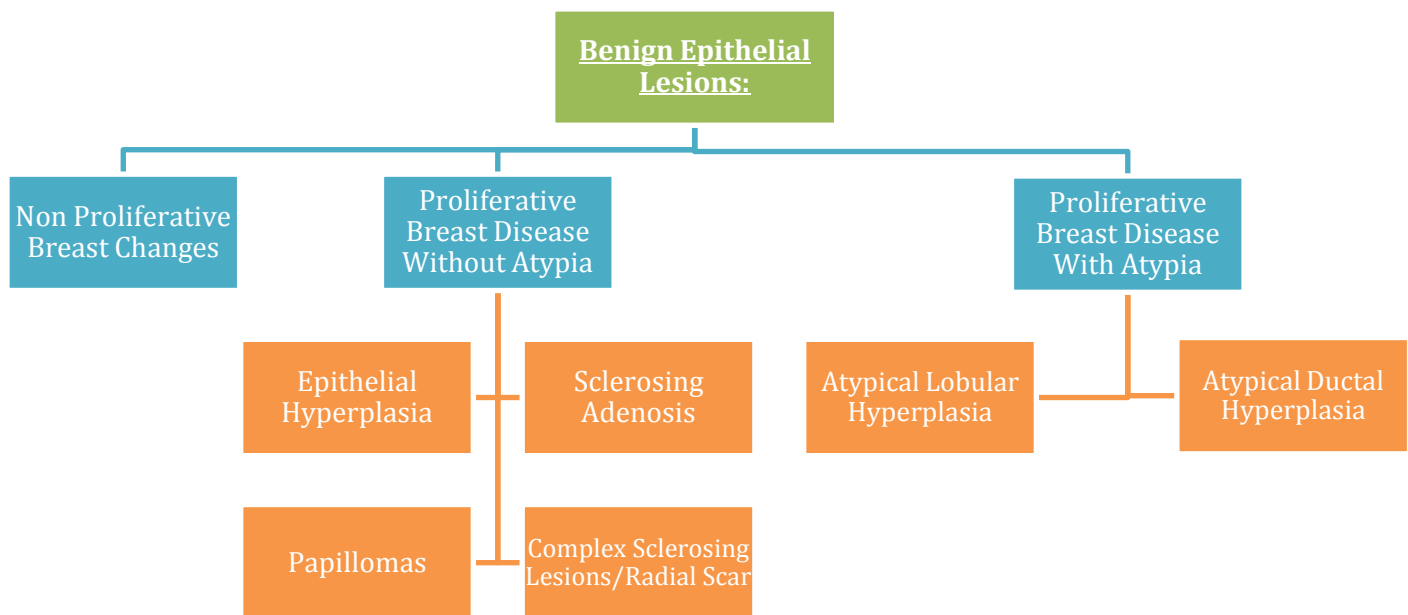 Benign Epithelial
Lesions:
Non Proliferative
Breast Changes
Proliferative
Breast Disease
Without Atypia
Proliferative
Breast Disease
With Atypia
Epithelial
Hyperplasia
Sclerosing
Adenosis
Atypical Lobular
Hyperplasia
Atypical Ductal
Hyperplasia
Papillomas
Complex Sclerosing
Lesions/Radial Scar